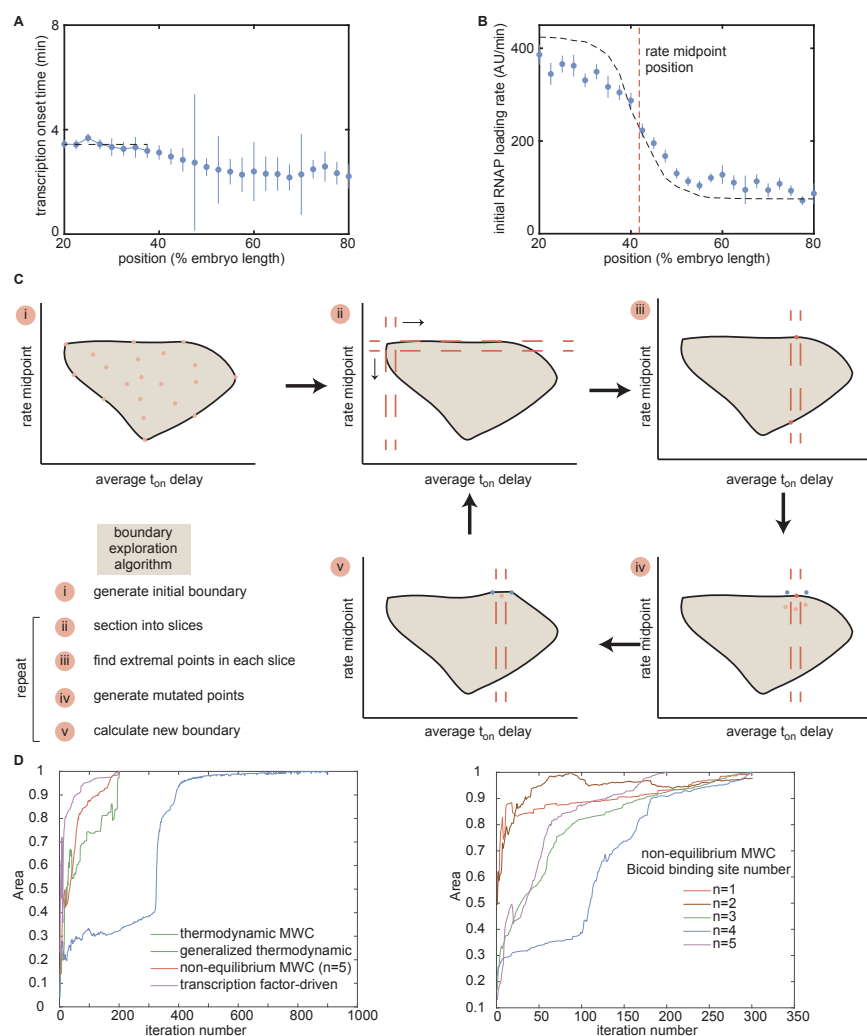 A
transcription onset time (min)
8
4
0
20
40
60
80
position (% embryo length)
B
initial RNAP loading rate (AU/min)
400
200
0
20
40
60
80
position (% embryo length)
rate midpoint
position
C
i
rate midpoint
average ton delay
ii
rate midpoint
average ton delay
iii
rate midpoint
average ton delay
boundary
exploration
algorithm
i generate initial boundary
repeat
ii section into slices
iii find extremal points in each slice
iv generate mutated points
v calculate new boundary
v
rate midpoint
average ton delay
iv
rate midpoint
average ton delay
D
Area
1
0.9
0.8
0.7
0.6
0.5
0.4
0.3
0.2
0.1
0
0
200
400
600
800
1000
iteration number
thermodynamic MWC
generalized thermodynamic
non-equilibrium MWC (n=5)
transcription factor-driven
Area
1
0.9
0.8
0.7
0.6
0.5
0.4
0.3
0.2
0.1
0
50
100
150
200
250
300
350
iteration number
non-equilibrium MWC
Bicoid binding site number
n=1
n=2
n=3
n=4
n=5